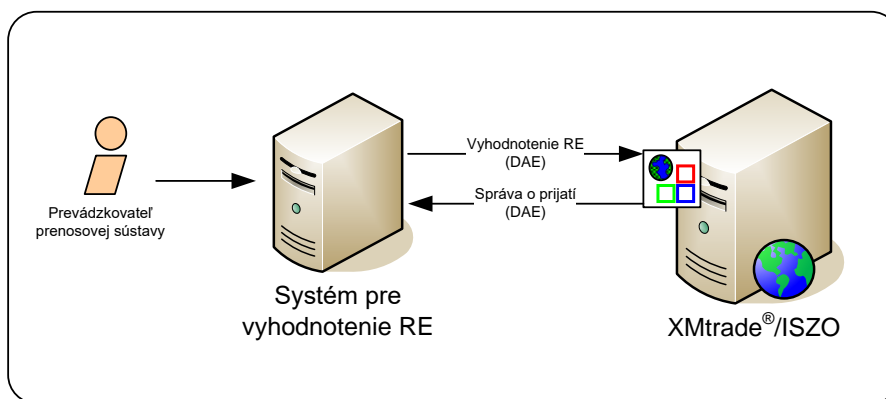 Vyhodnotenie RE
(DAE)
Správa o prijatí
(DAE)
Prevádzkovateľ
prenosovej sústavy
Systém pre
vyhodnotenie RE
XMtrade®/ISZO